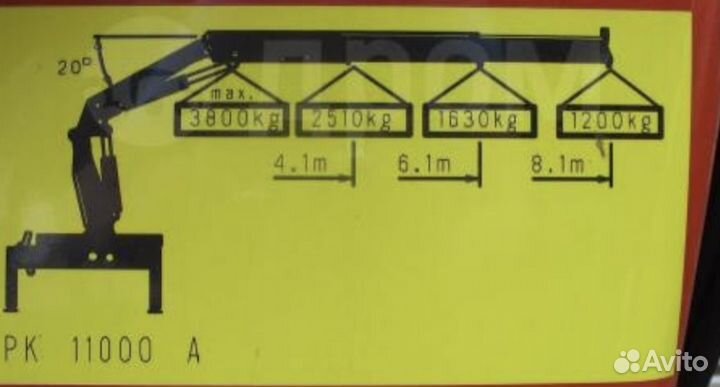 20°
max.
3800kg 2510kg 1630kg 1200kg
4.1m 6.1m 8.1m
PK 11000 A
Avito